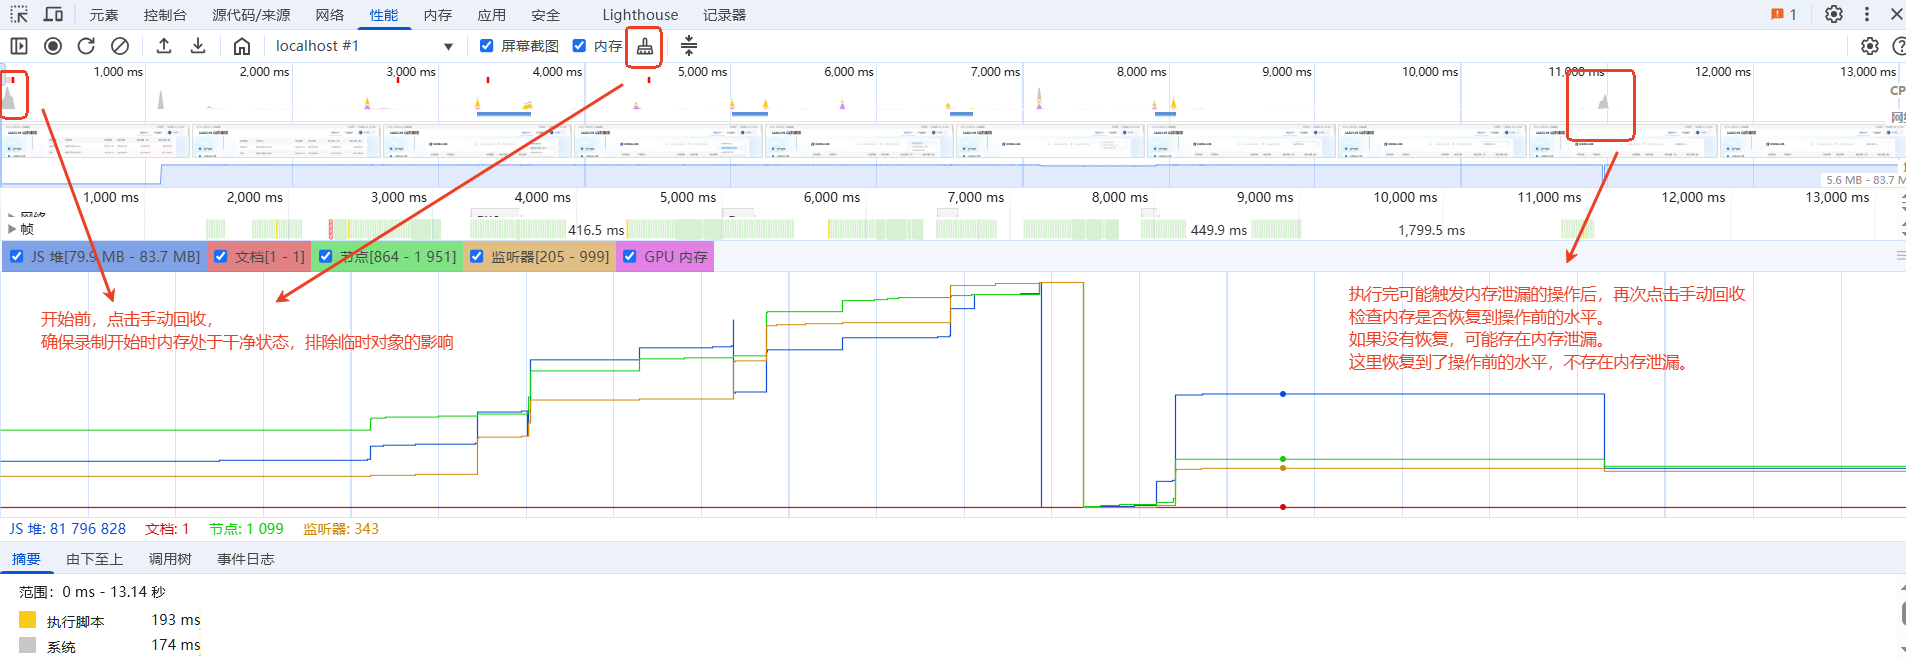 元素 控制台 源代码/来源 网络 性能 内存 应用 安全 Lighthouse 记录器 1
localhost #1 屏幕截图 内存
1,000 ms 2,000 ms 3,000 ms 4,000 ms 5,000 ms 6,000 ms 7,000 ms 8,000 ms 9,000 ms 10,000 ms 11,000 ms 12,000 ms 13,000 ms
CP
5.6 MB - 83.7 M
1,000 ms 2,000 ms 3,000 ms 4,000 ms 5,000 ms 6,000 ms 7,000 ms 8,000 ms 9,000 ms 10,000 ms 11,000 ms 12,000 ms 13,000 ms
网络
帧 416.5 ms 449.9 ms 1,799.5 ms
JS 堆[79.9 MB - 83.7 MB] 文档[1 - 1] 节点[864 - 1 951] 监听器[205 - 999] GPU 内存
开始前，点击手动回收，
确保录制开始时内存处于干净状态，排除临时对象的影响
执行完可能触发内存泄漏的操作后，再次点击手动回收
检查内存是否恢复到操作前的水平。
如果没有恢复，可能存在内存泄漏。
这里恢复到了操作前的水平，不存在内存泄漏。
JS 堆: 81 796 828 文档: 1 节点: 1 099 监听器: 343
摘要 由下至上 调用树 事件日志
范围：0 ms - 13.14 秒
执行脚本 193 ms
系统 174 ms